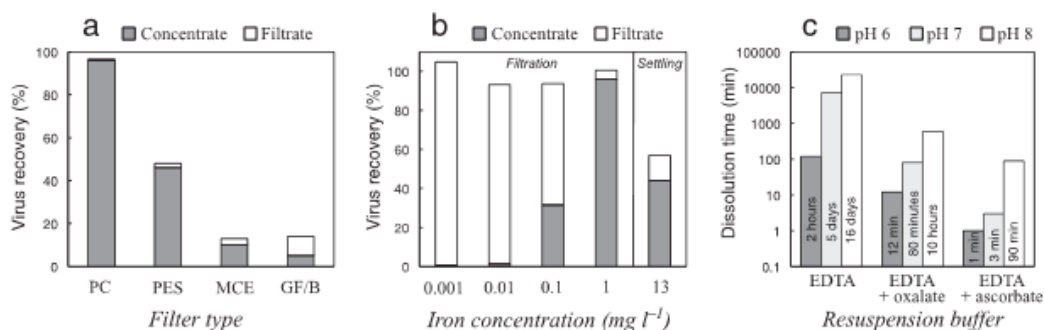 a
Concentrate Filtrate
Virus recovery (%)
100
80
60
40
20
0
PC PES MCE GF/B
Filter type
b
Concentrate Filtrate
Virus recovery (%)
Filtration Settling
100
80
60
40
20
0
0.001 0.01 0.1 1 13
Iron concentration (mg l⁻¹)
c
pH 6 pH 7 pH 8
Dissolution time (min)
100000
10000
1000
100
10
1
0.1
2 hours
5 days
16 days
12 min
80 minutes
10 hours
1 min
3 min
90 min
EDTA EDTA EDTA
+ oxalate + ascorbate
Resuspension buffer